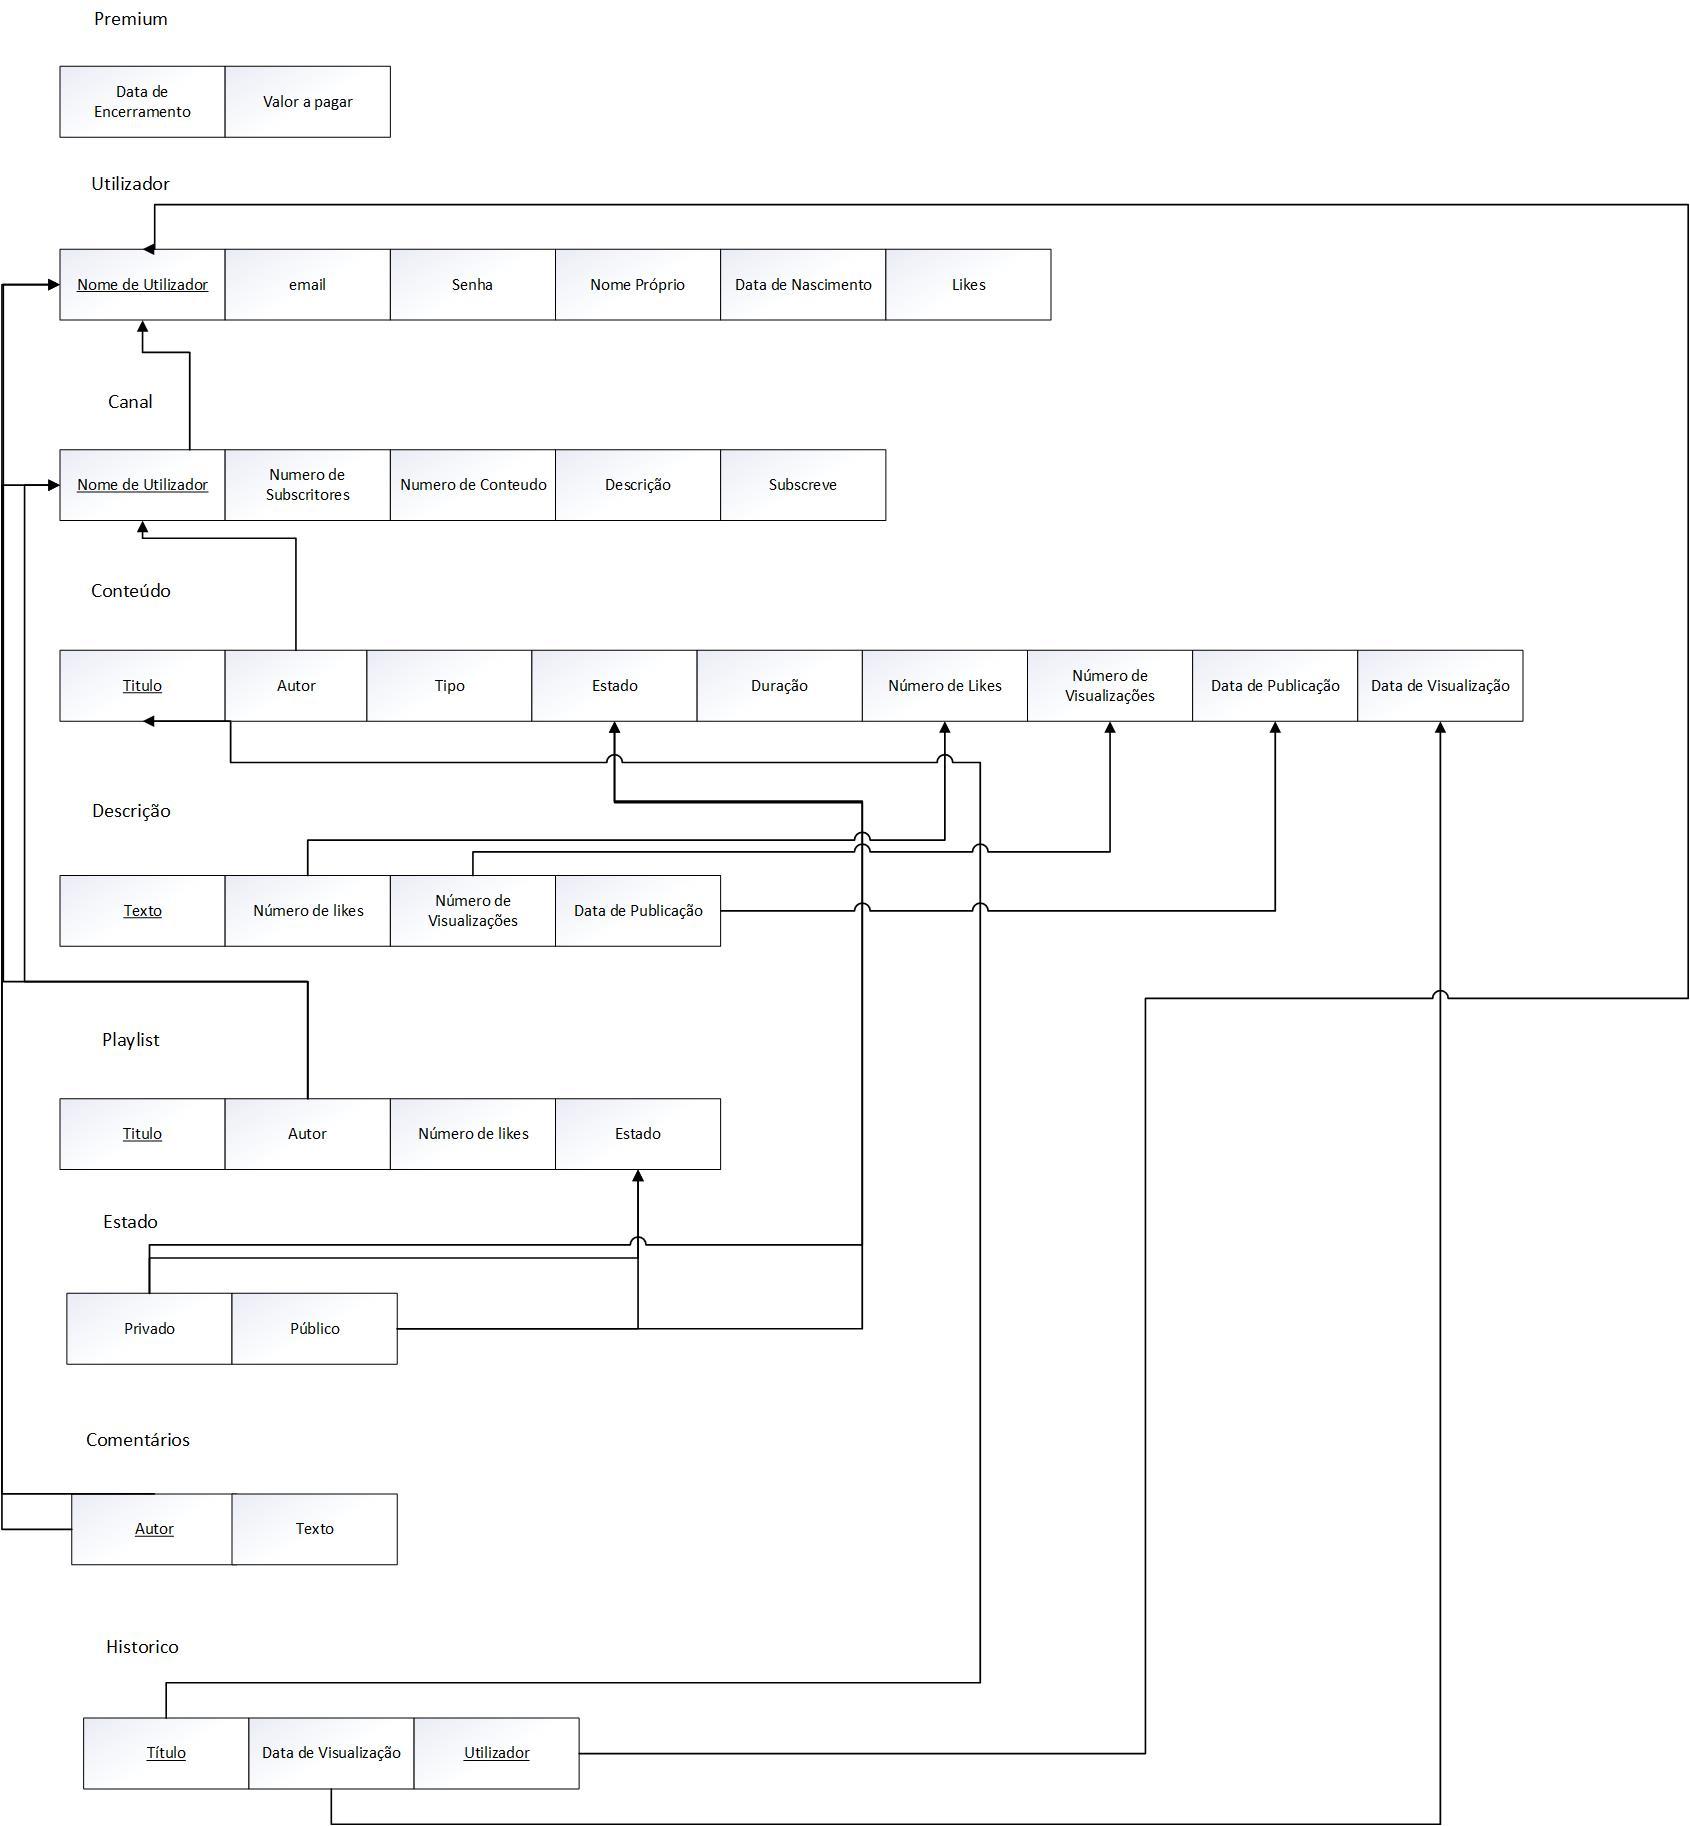 Premium
Data de
Encerramento
Valor a pagar
Utilizador
Nome de Utilizador
email
Senha
Nome Próprio
Data de Nascimento
Likes
Canal
Nome de Utilizador
Numero de
Subscritores
Numero de Conteudo
Descrição
Subscreve
Conteúdo
Titulo
Autor
Tipo
Estado
Duração
Número de Likes
Número de
Visualizações
Data de Publicação
Data de Visualização
Descrição
Texto
Número de likes
Número de
Visualizações
Data de Publicação
Playlist
Titulo
Autor
Número de likes
Estado
Estado
Privado
Público
Comentários
Autor
Texto
Historico
Título
Data de Visualização
Utilizador